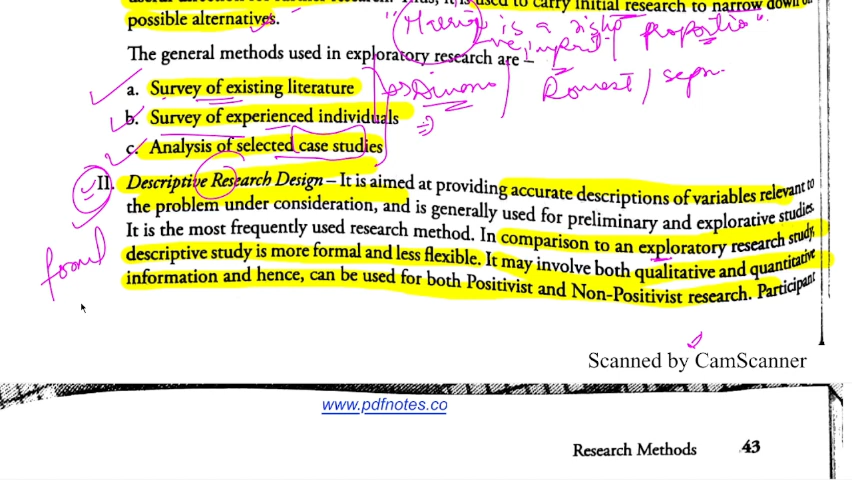 useful direction for further research. Thus, it is used to carry initial research to narrow down on
possible alternatives.
" is a right proportion".
The general methods used in exploratory research are –
a. Survey of existing literature
b. Survey of experienced individuals
c. Analysis of selected case studies
II. Descriptive Research Design – It is aimed at providing accurate descriptions of variables relevant to
the problem under consideration, and is generally used for preliminary and explorative studies.
It is the most frequently used research method. In comparison to an exploratory research study,
descriptive study is more formal and less flexible. It may involve both qualitative and quantitative
information and hence, can be used for both Positivist and Non-Positivist research. Participant
formal
Scanned by CamScanner
www.pdfnotes.co
Research Methods 43